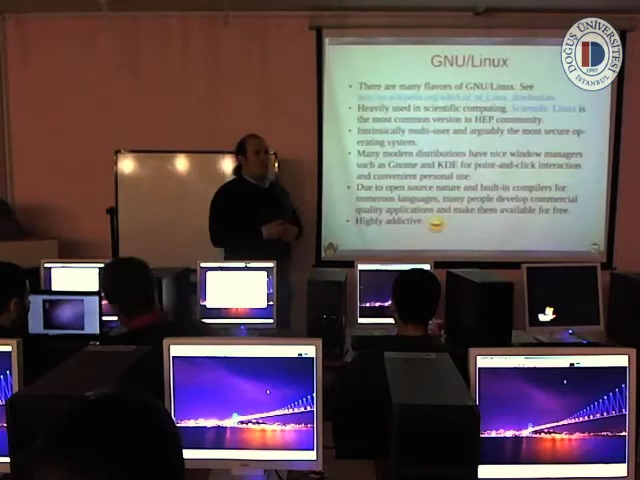 GNU/Linux
• There are many flavors of GNU/Linux. See
• Heavily used in scientific computing. Scientific Linux is
the most common version in HEP community.
• Intrinsically multi-user and arguably the most secure op-
erating system.
• Many modern distributions have nice window managers
such as Gnome and KDE for point-and-click interaction
and convenient personal use.
• Due to open source nature and built-in compilers for
numerous languages, many people develop commercial
quality applications and make them available for free.
• Highly addictive.
DOĞUŞ ÜNİVERSİTESİ
1997
İSTANBUL